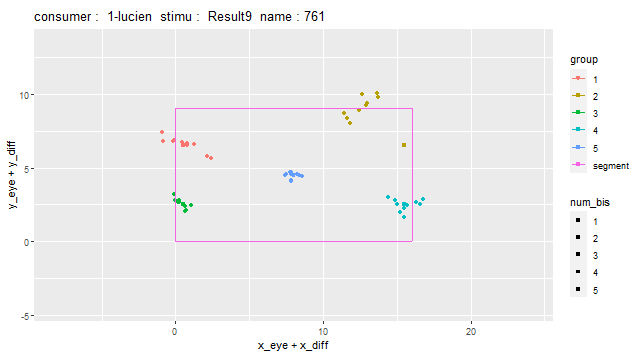 consumer : 1-lucien stimu : Result9 name : 761
y_eye + y_diff
10
5
0
-5
0
10
20
x_eye + x_diff
group
1
2
3
4
5
segment
num_bis
1
2
3
4
5